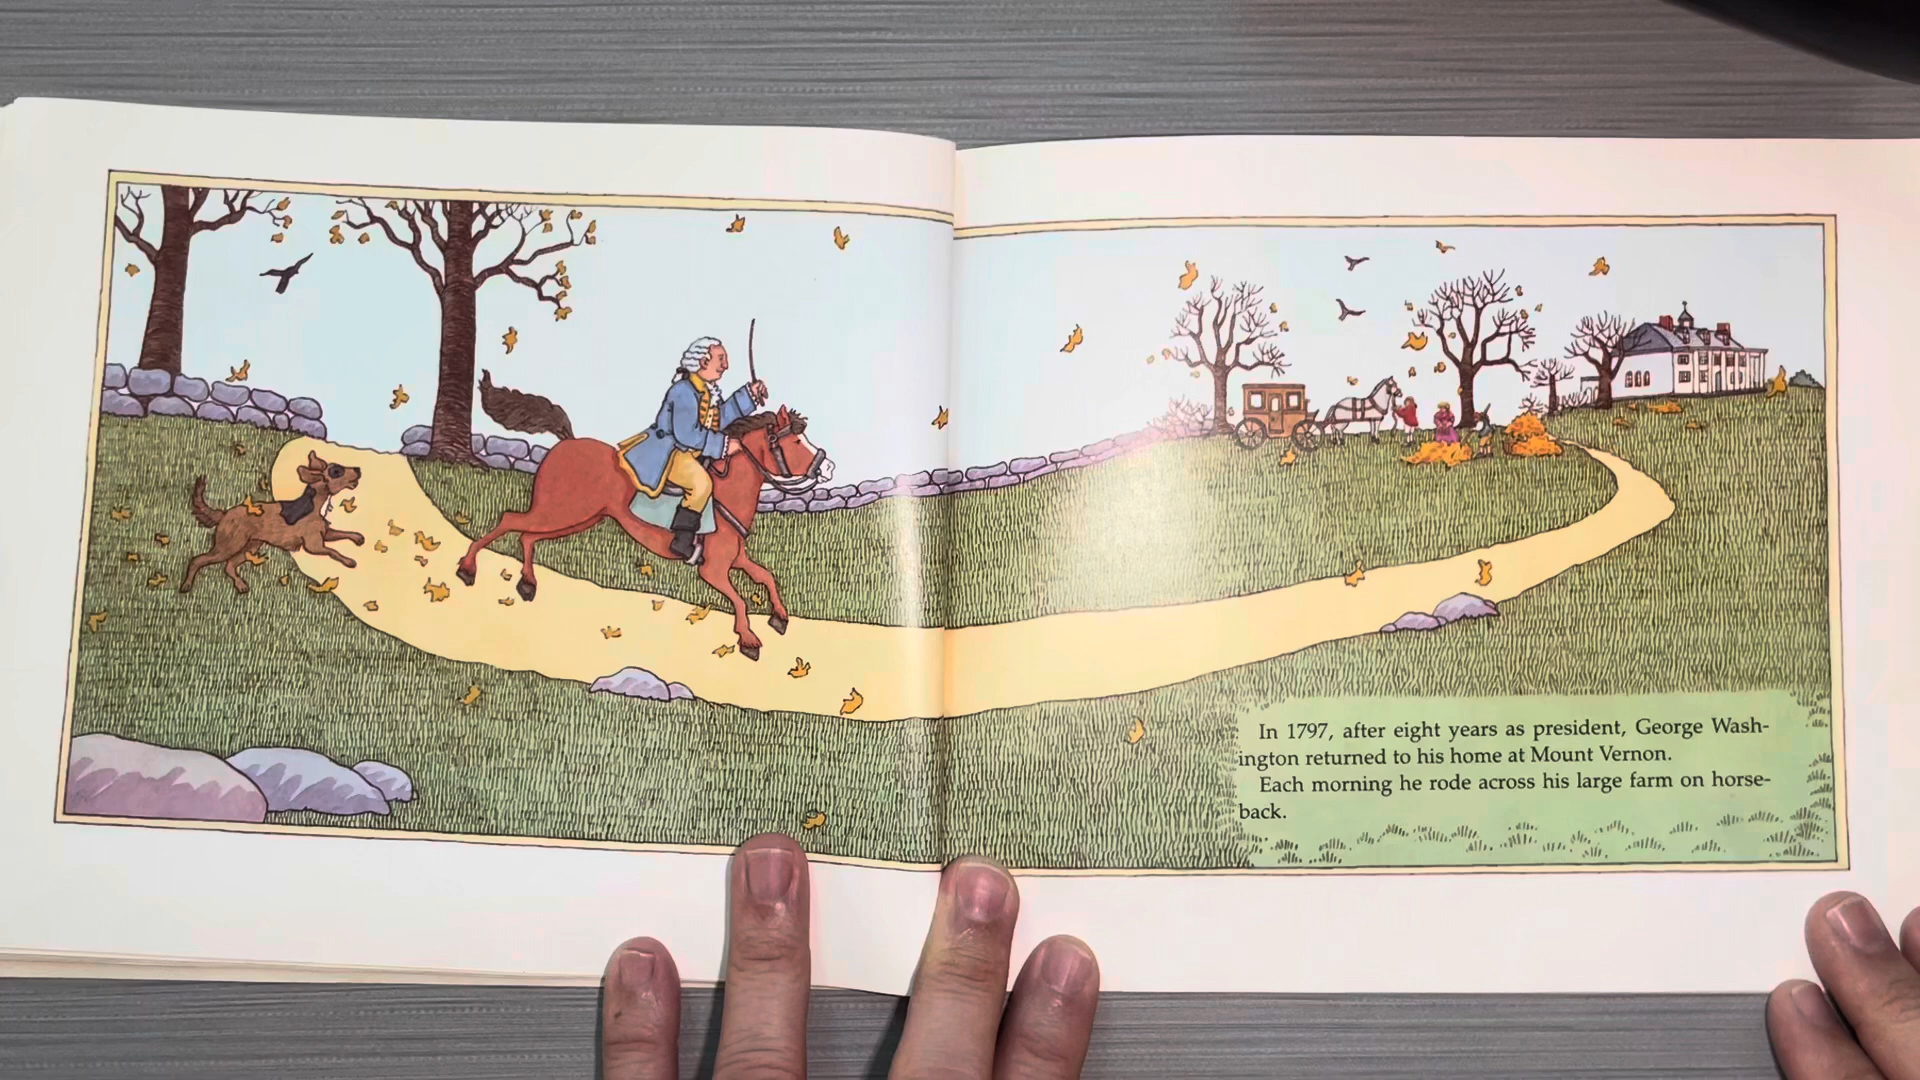 In 1797, after eight years as president, George Wash-
ington returned to his home at Mount Vernon.
Each morning he rode across his large farm on horse-
back.